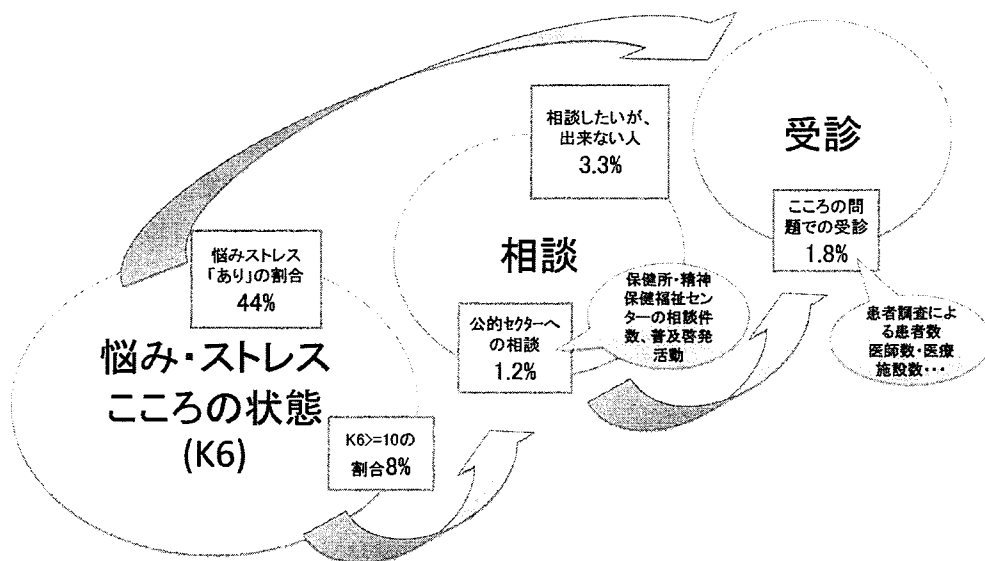 悩み・ストレス
こころの状態
(K6)
悩みストレス
「あり」の割合
44%
K6>=10の
割合8%
相談
相談したいが、
出来ない人
3.3%
公的セクターへ
の相談
1.2%
保健所・精神
保健福祉セン
ターの相談件
数、普及啓発
活動
受診
こころの問
題での受診
1.8%
患者調査によ
る患者数
医師数・医療
施設数・・・